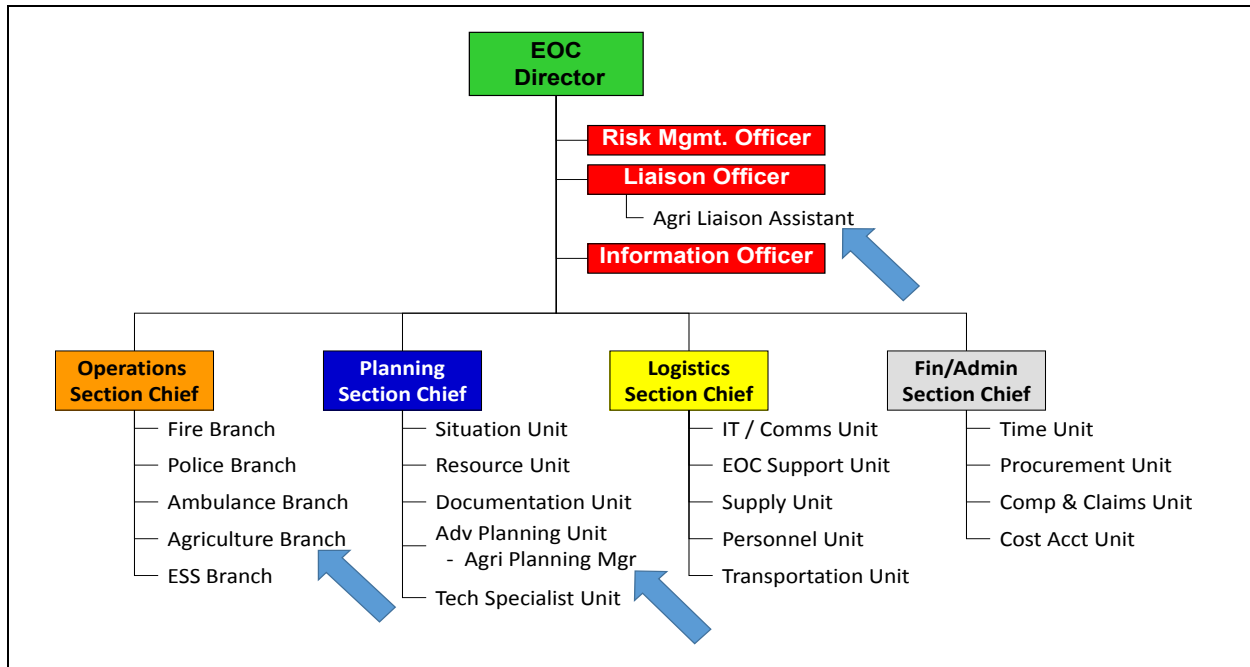 EOC
Director
Risk Mgmt. Officer
Liaison Officer
Agri Liaison Assistant
Information Officer
Operations
Section Chief
Fire Branch
Police Branch
Ambulance Branch
Agriculture Branch
ESS Branch
Planning
Section Chief
Situation Unit
Resource Unit
Documentation Unit
Adv Planning Unit
- Agri Planning Mgr
Tech Specialist Unit
Logistics
Section Chief
IT / Comms Unit
EOC Support Unit
Supply Unit
Personnel Unit
Transportation Unit
Fin/Admin
Section Chief
Time Unit
Procurement Unit
Comp & Claims Unit
Cost Acct Unit